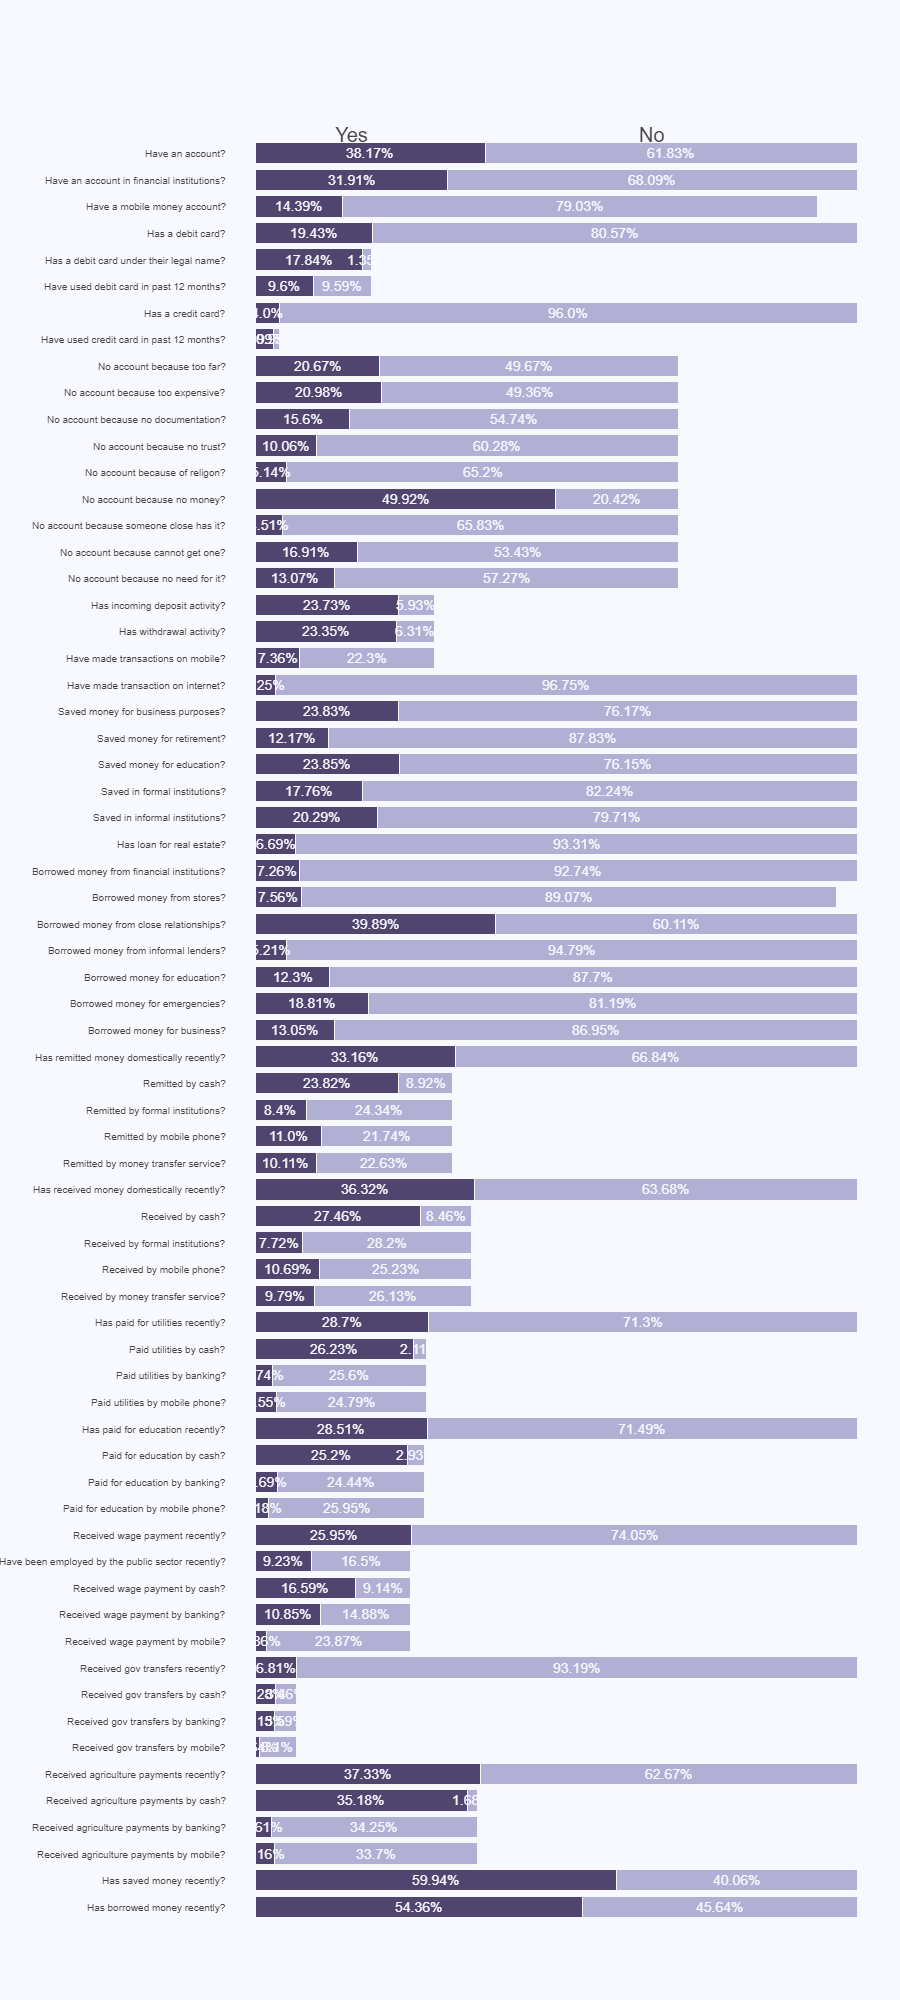 Yes No
Have an account? 38.17% 61.83%
Have an account in financial institutions? 31.91% 68.09%
Have a mobile money account? 14.39% 79.03%
Has a debit card? 19.43% 80.57%
Has a debit card under their legal name? 17.84%
Have used debit card in past 12 months? 9.6% 9.59%
Has a credit card? 96.0%
Have used credit card in past 12 months?
No account because too far? 20.67% 49.67%
No account because too expensive? 20.98% 49.36%
No account because no documentation? 15.6% 54.74%
No account because no trust? 10.06% 60.28%
No account because of religon? 5.14% 65.2%
No account because no money? 49.92% 20.42%
No account because someone close has it? .51% 65.83%
No account because cannot get one? 16.91% 53.43%
No account because no need for it? 13.07% 57.27%
Has incoming deposit activity? 23.73% 5.93%
Has withdrawal activity? 23.35% 6.31%
Have made transactions on mobile? 7.36% 22.3%
Have made transaction on internet? 25% 96.75%
Saved money for business purposes? 23.83% 76.17%
Saved money for retirement? 12.17% 87.83%
Saved money for education? 23.85% 76.15%
Saved in formal institutions? 17.76% 82.24%
Saved in informal institutions? 20.29% 79.71%
Has loan for real estate? 6.69% 93.31%
Borrowed money from financial institutions? 7.26% 92.74%
Borrowed money from stores? 7.56% 89.07%
Borrowed money from close relationships? 39.89% 60.11%
Borrowed money from informal lenders? 5.21% 94.79%
Borrowed money for education? 12.3% 87.7%
Borrowed money for emergencies? 18.81% 81.19%
Borrowed money for business? 13.05% 86.95%
Has remitted money domestically recently? 33.16% 66.84%
Remitted by cash? 23.82% 8.92%
Remitted by formal institutions? 8.4% 24.34%
Remitted by mobile phone? 11.0% 21.74%
Remitted by money transfer service? 10.11% 22.63%
Has received money domestically recently? 36.32% 63.68%
Received by cash? 27.46% 8.46%
Received by formal institutions? 7.72% 28.2%
Received by mobile phone? 10.69% 25.23%
Received by money transfer service? 9.79% 26.13%
Has paid for utilities recently? 28.7% 71.3%
Paid utilities by cash? 26.23% 2.11
Paid utilities by banking? 74% 25.6%
Paid utilities by mobile phone? .55% 24.79%
Has paid for education recently? 28.51% 71.49%
Paid for education by cash? 25.2% 2.93
Paid for education by banking? .69% 24.44%
Paid for education by mobile phone? 18% 25.95%
Received wage payment recently? 25.95% 74.05%
Have been employed by the public sector recently? 9.23% 16.5%
Received wage payment by cash? 16.59% 9.14%
Received wage payment by banking? 10.85% 14.88%
Received wage payment by mobile? 23.87%
Received gov transfers recently? 6.81% 93.19%
Received gov transfers by cash?
Received gov transfers by banking?
Received gov transfers by mobile?
Received agriculture payments recently? 37.33% 62.67%
Received agriculture payments by cash? 35.18% 1.68
Received agriculture payments by banking? 61% 34.25%
Received agriculture payments by mobile? 16% 33.7%
Has saved money recently? 59.94% 40.06%
Has borrowed money recently? 54.36% 45.64%